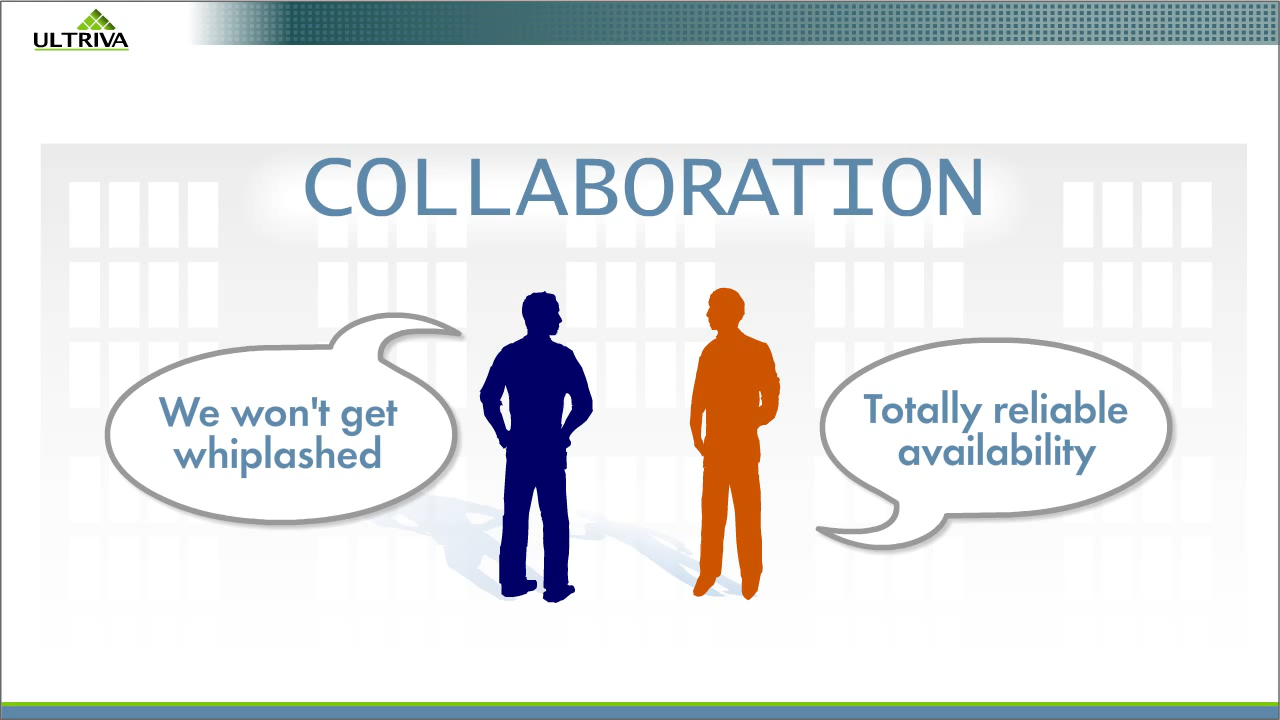 ULTRIVA
COLLABORATION
We won't get
whiplashed
Totally reliable
availability